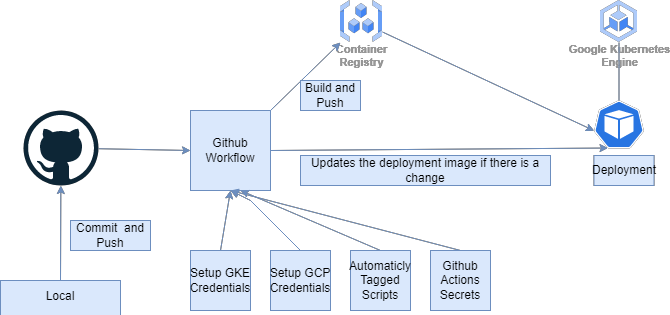 Container
Registry
Google Kubernetes
Engine
Build and
Push
Github
Workflow
Updates the deployment image if there is a
change
Deployment
Commit and
Push
Local
Setup GKE
Credentials
Setup GCP
Credentials
Automaticly
Tagged
Scripts
Github
Actions
Secrets